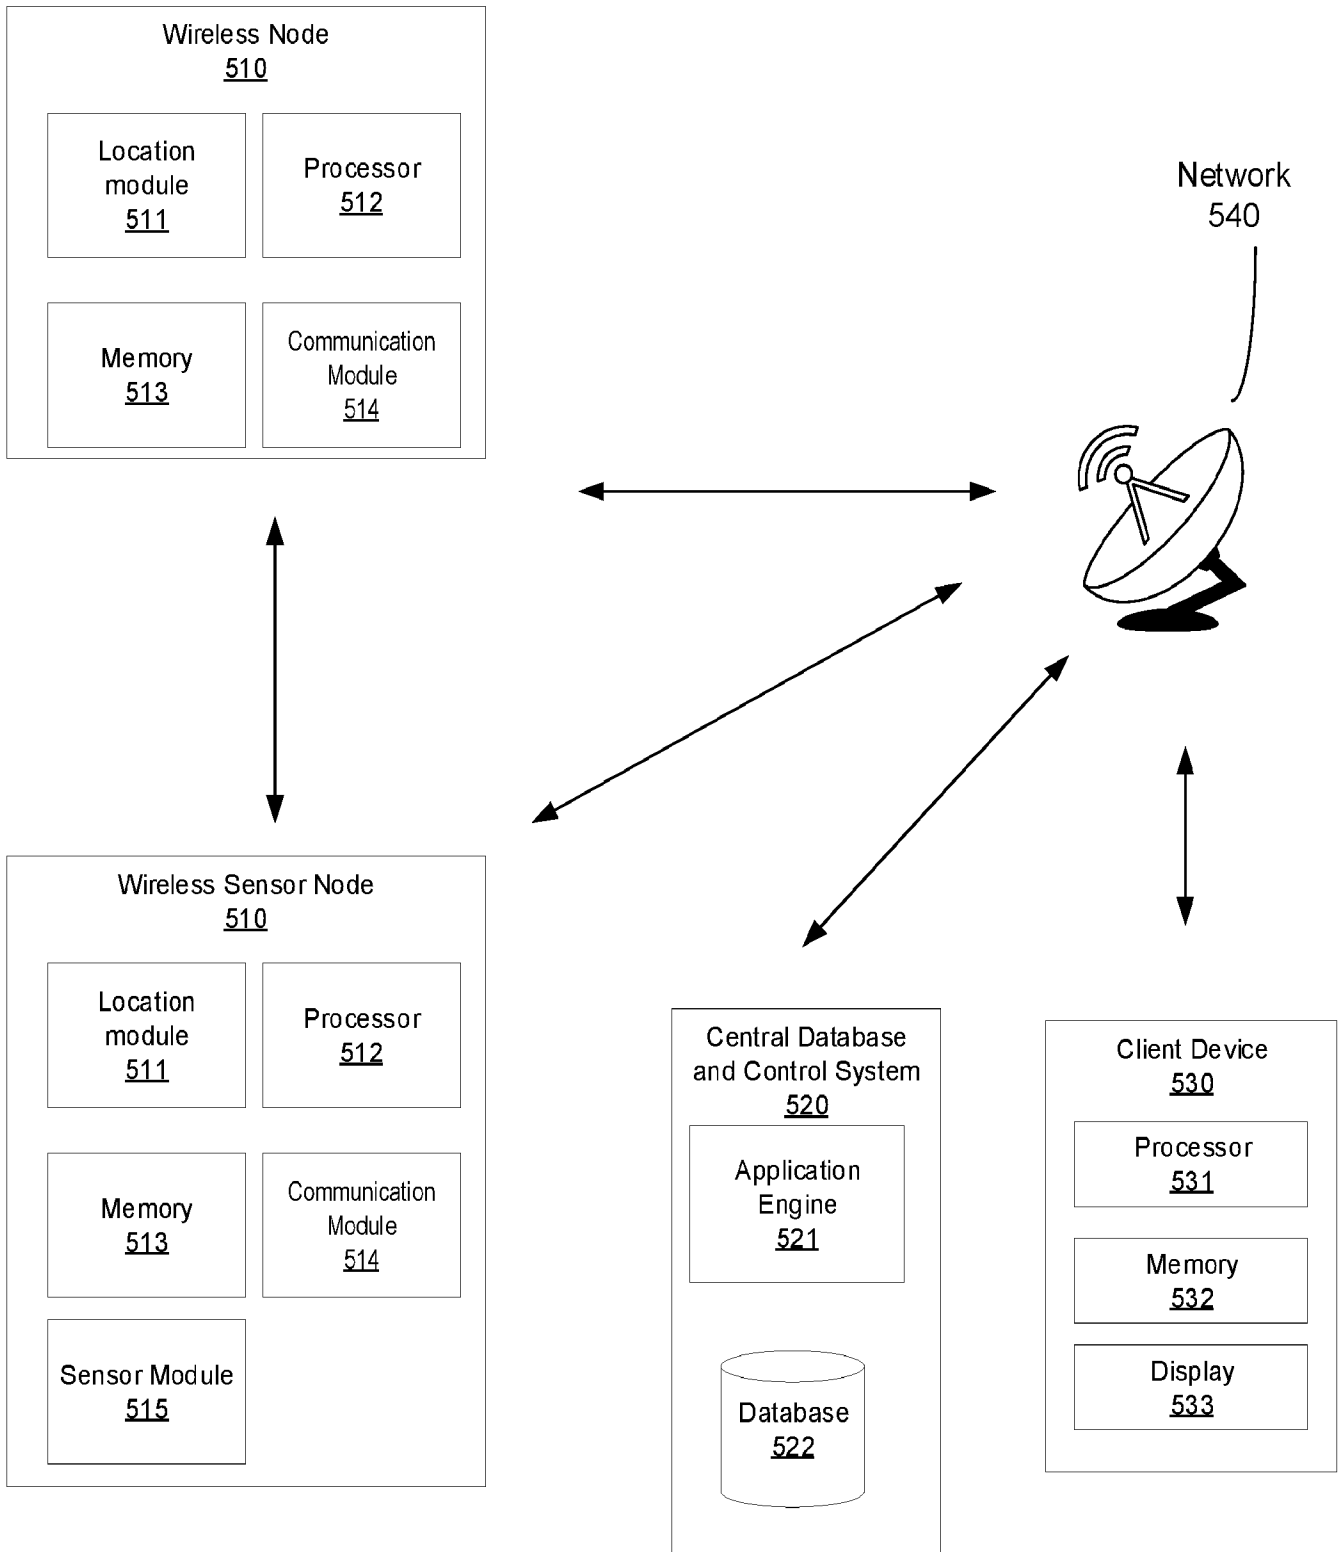 Wireless Node
510
Location
module
511
Processor
512
Memory
513
Communication
Module
514
Network
540
Wireless Sensor Node
510
Location
module
511
Processor
512
Memory
513
Communication
Module
514
Sensor Module
515
Central Database
and Control System
520
Application
Engine
521
Database
522
Client Device
530
Processor
531
Memory
532
Display
533